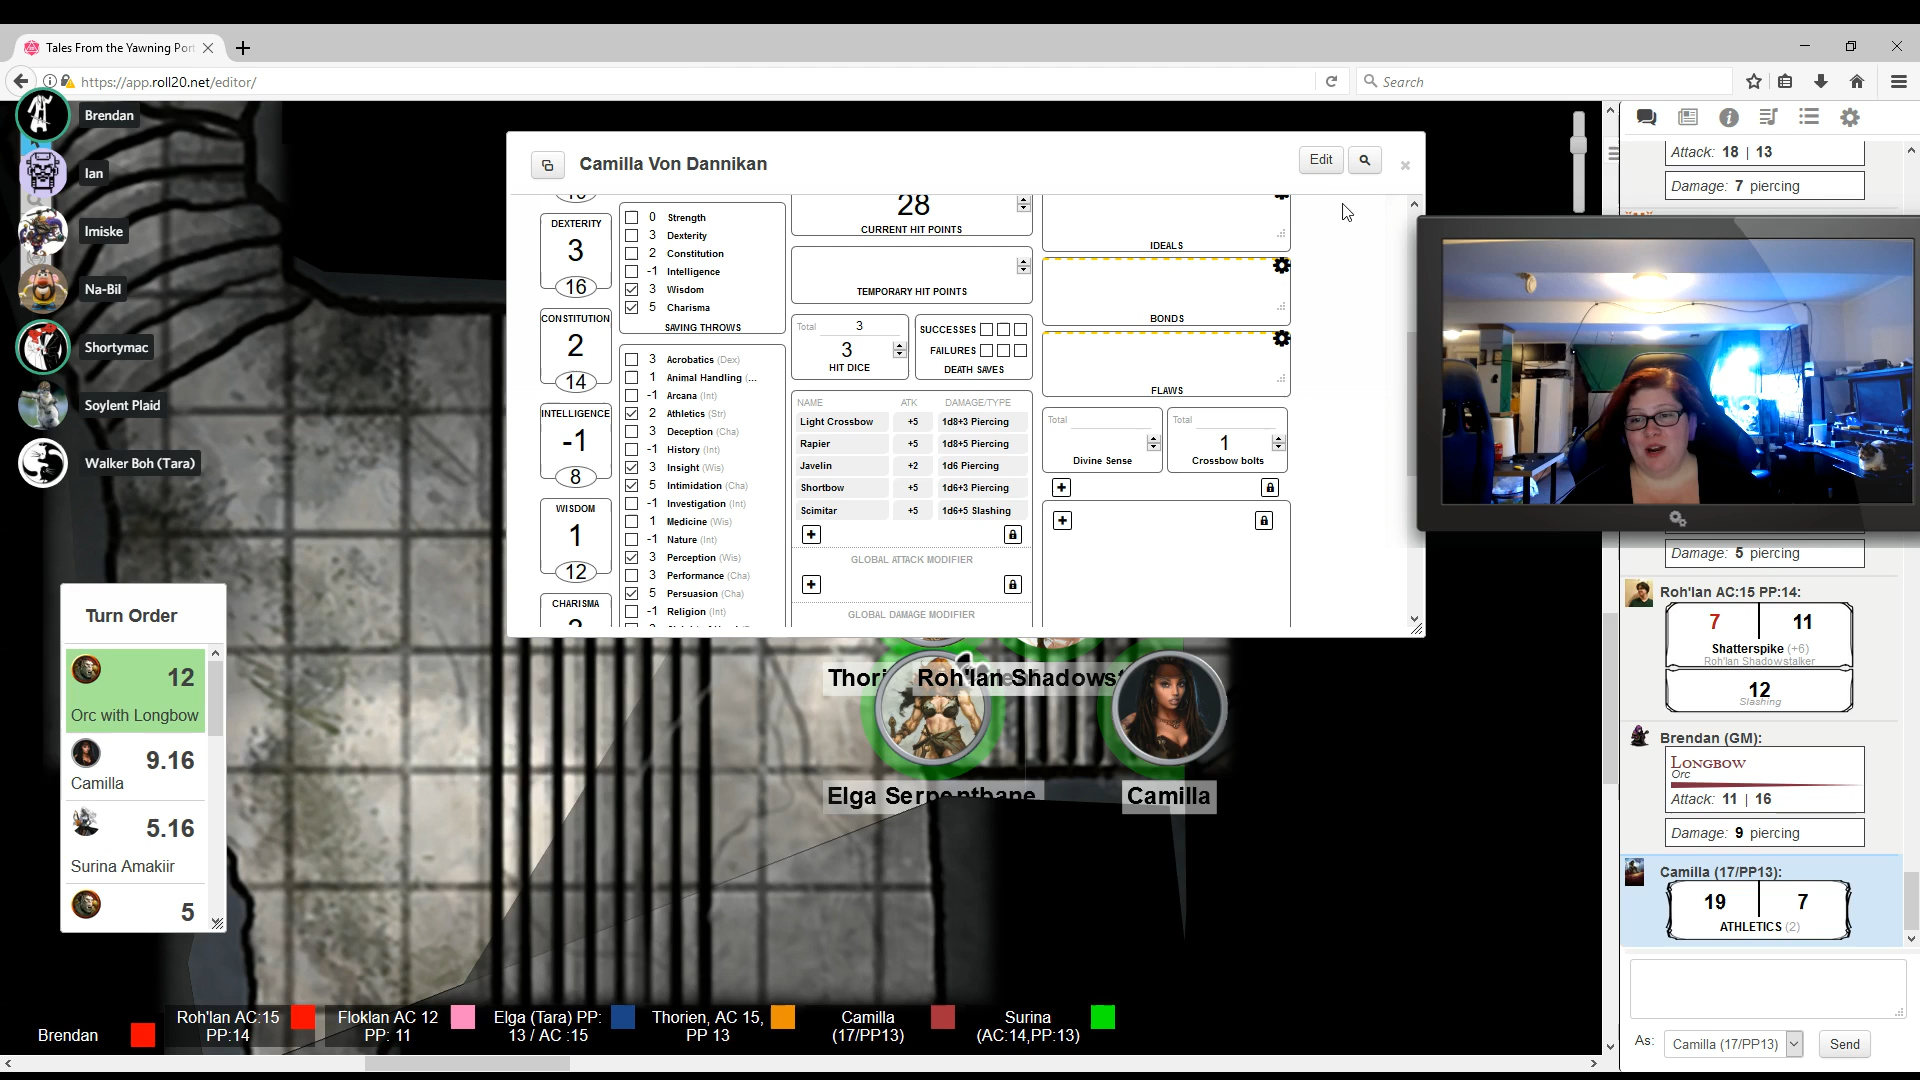 Tales From the Yawning Port
https://app.roll20.net/editor/
Search
Brendan
Ian
Imiske
Na-Bil
Shortymac
Soylent Plaid
Walker Boh (Tara)
Camilla Von Dannikan
Edit
DEXTERITY
3
16
CONSTITUTION
2
14
INTELLIGENCE
-1
8
WISDOM
1
12
CHARISMA
0 Strength
3 Dexterity
2 Constitution
-1 Intelligence
3 Wisdom
5 Charisma
SAVING THROWS
3 Acrobatics (Dex)
1 Animal Handling (...
-1 Arcana (Int)
2 Athletics (Str)
3 Deception (Cha)
-1 History (Int)
3 Insight (Wis)
5 Intimidation (Cha)
-1 Investigation (Int)
1 Medicine (Wis)
-1 Nature (Int)
3 Perception (Wis)
3 Performance (Cha)
5 Persuasion (Cha)
-1 Religion (Int)
28
CURRENT HIT POINTS
TEMPORARY HIT POINTS
Total 3
3
HIT DICE
SUCCESSES
FAILURES
DEATH SAVES
NAME ATK DAMAGE/TYPE
Light Crossbow +5 1d8+3 Piercing
Rapier +5 1d8+5 Piercing
Javelin +2 1d6 Piercing
Shortbow +5 1d6+3 Piercing
Scimitar +5 1d6+5 Slashing
GLOBAL ATTACK MODIFIER
GLOBAL DAMAGE MODIFIER
IDEALS
BONDS
FLAWS
Total
Divine Sense
Total
1
Crossbow bolts
Turn Order
12
Orc with Longbow
9.16
Camilla
5.16
Surina Amakiir
5
Thori
Roh'lan Shadowst
Elga Serpentbane
Camilla
Attack: 18 | 13
Damage: 7 piercing
Damage: 5 piercing
Roh'lan AC:15 PP:14:
7 11
Shatterspike (+6)
Roh'lan Shadowstalker
12
Slashing
Brendan (GM):
LONGBOW
Orc
Attack: 11 | 16
Damage: 9 piercing
Camilla (17/PP13):
19 7
ATHLETICS (2)
As: Camilla (17/PP13) Send
Brendan
Roh'lan AC:15
PP:14
Floklan AC 12
PP: 11
Elga (Tara) PP:
13 / AC :15
Thorien, AC 15,
PP 13
Camilla
(17/PP13)
Surina
(AC:14,PP:13)